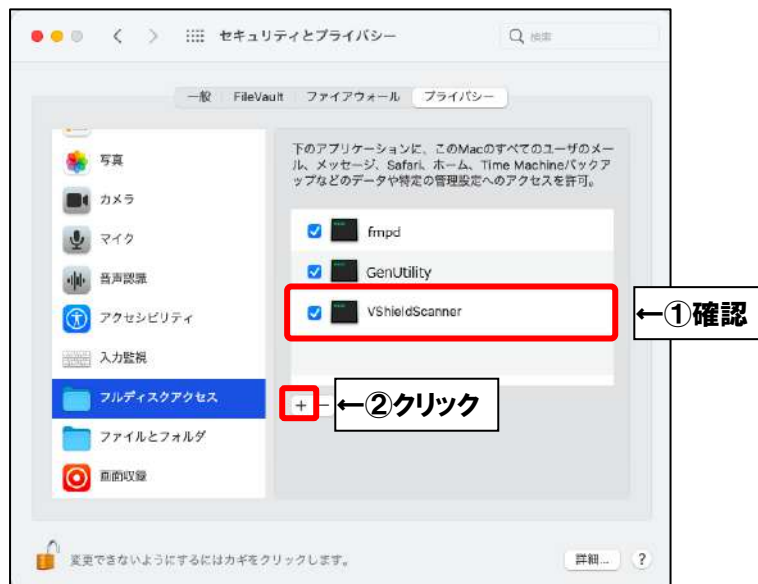 セキュリティとプライバシー
検索
一般 FileVault ファイアウォール プライバシー
写真
カメラ
マイク
音声認識
アクセシビリティ
入力監視
フルディスクアクセス
ファイルとフォルダ
画面収録
下のアプリケーションに、このMacのすべてのユーザのメー
ル、メッセージ、Safari、ホーム、Time Machineバックア
ップなどのデータや特定の管理設定へのアクセスを許可。
fmpd
GenUtility
VShieldScanner
←①確認
+ −
←②クリック
変更できないようにするにはカギをクリックします。
詳細... ?